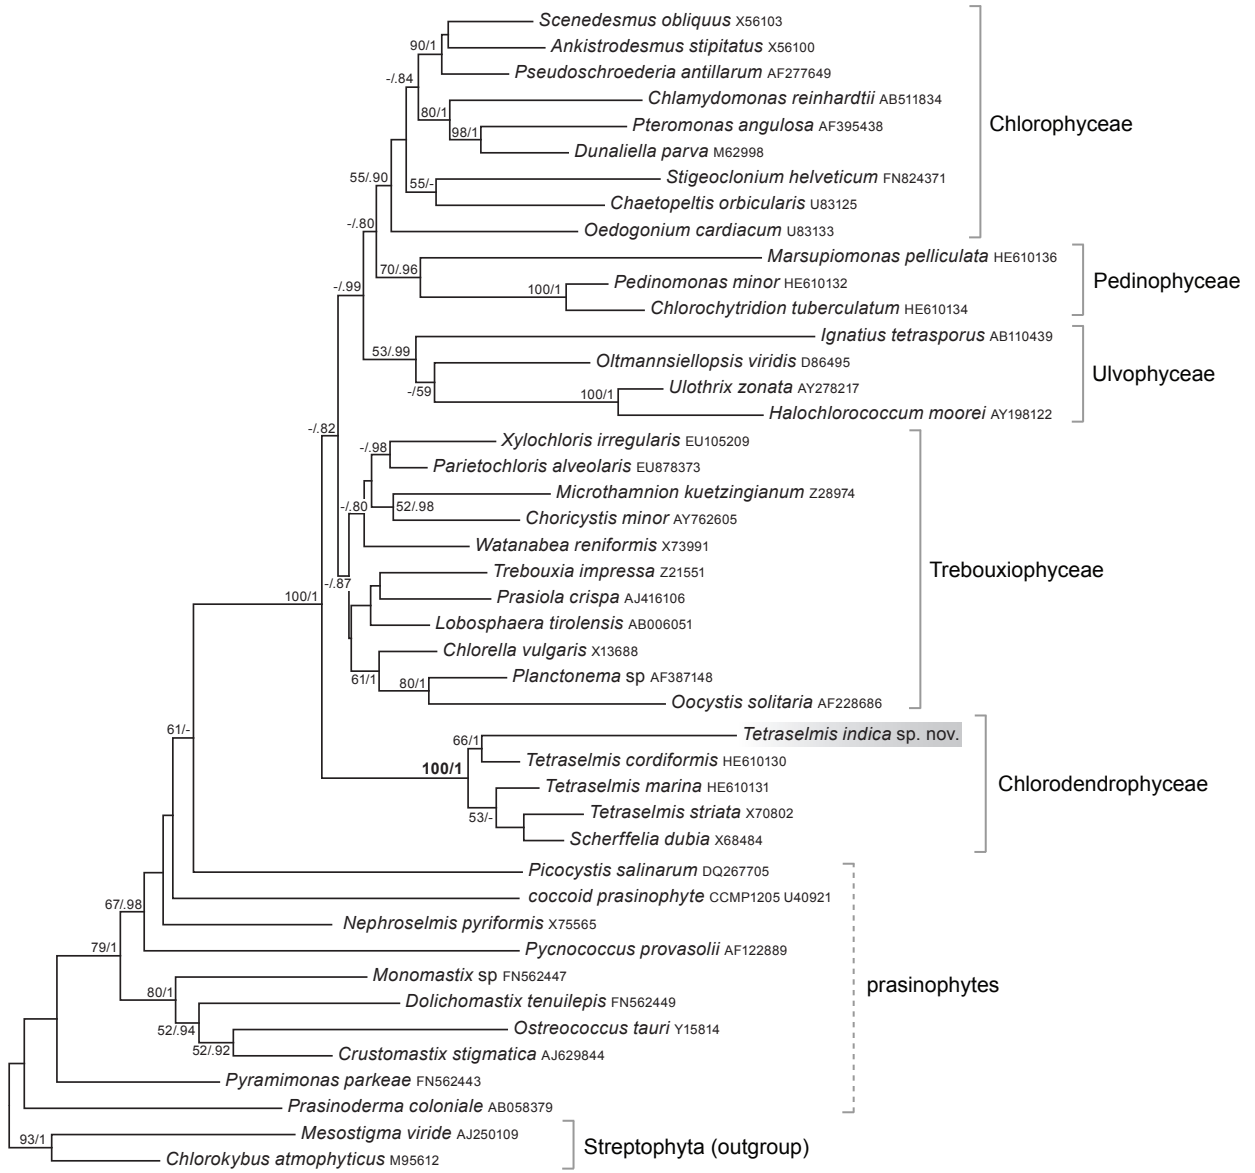 Scenedesmus obliquus X56103
90/1
Ankistrodesmus stipitatus X56100
Pseudoschroederia antillarum AF277649
-/.84
Chlamydomonas reinhardtii AB511834
80/1
Pteromonas angulosa AF395438
Chlorophyceae
98/1
Dunaliella parva M62998
55/.90
Stigeoclonium helveticum FN824371
55/-
Chaetopeltis orbicularis U83125
-/.80
Oedogonium cardiacum U83133
Marsupiomonas pelliculata HE610136
70/.96
Pedinomonas minor HE610132
Pedinophyceae
-/.99
100/1
Chlorochytridion tuberculatum HE610134
Ignatius tetrasporus AB110439
53/.99
Oltmannsiellopsis viridis D86495
Ulvophyceae
-/59
Ulothrix zonata AY278217
100/1
Halochlorococcum moorei AY198122
-/.82
Xylochloris irregularis EU105209
-/.98
Parietochloris alveolaris EU878373
Microthamnion kuetzingianum Z28974
-/.80
52/.98
Choricystis minor AY762605
Watanabea reniformis X73991
Trebouxia impressa Z21551
Trebouxiophyceae
-/.87
100/1
Prasiola crispa AJ416106
Lobosphaera tirolensis AB006051
Chlorella vulgaris X13688
61/1
80/1
Planctonema sp AF387148
Oocystis solitaria AF228686
61/-
66/1
Tetraselmis indica sp. nov.
100/1
Tetraselmis cordiformis HE610130
Tetraselmis marina HE610131
Chlorodendrophyceae
53/-
Tetraselmis striata X70802
Scherffelia dubia X68484
Picocystis salinarum DQ267705
coccoid prasinophyte CCMP1205 U40921
67/.98
Nephroselmis pyriformis X75565
79/1
Pycnococcus provasolii AF122889
Monomastix sp FN562447
prasinophytes
80/1
Dolichomastix tenuilepis FN562449
52/.94
Ostreococcus tauri Y15814
52/.92
Crustomastix stigmatica AJ629844
Pyramimonas parkeae FN562443
Prasinoderma coloniale AB058379
93/1
Mesostigma viride AJ250109
Streptophyta (outgroup)
Chlorokybus atmophyticus M95612